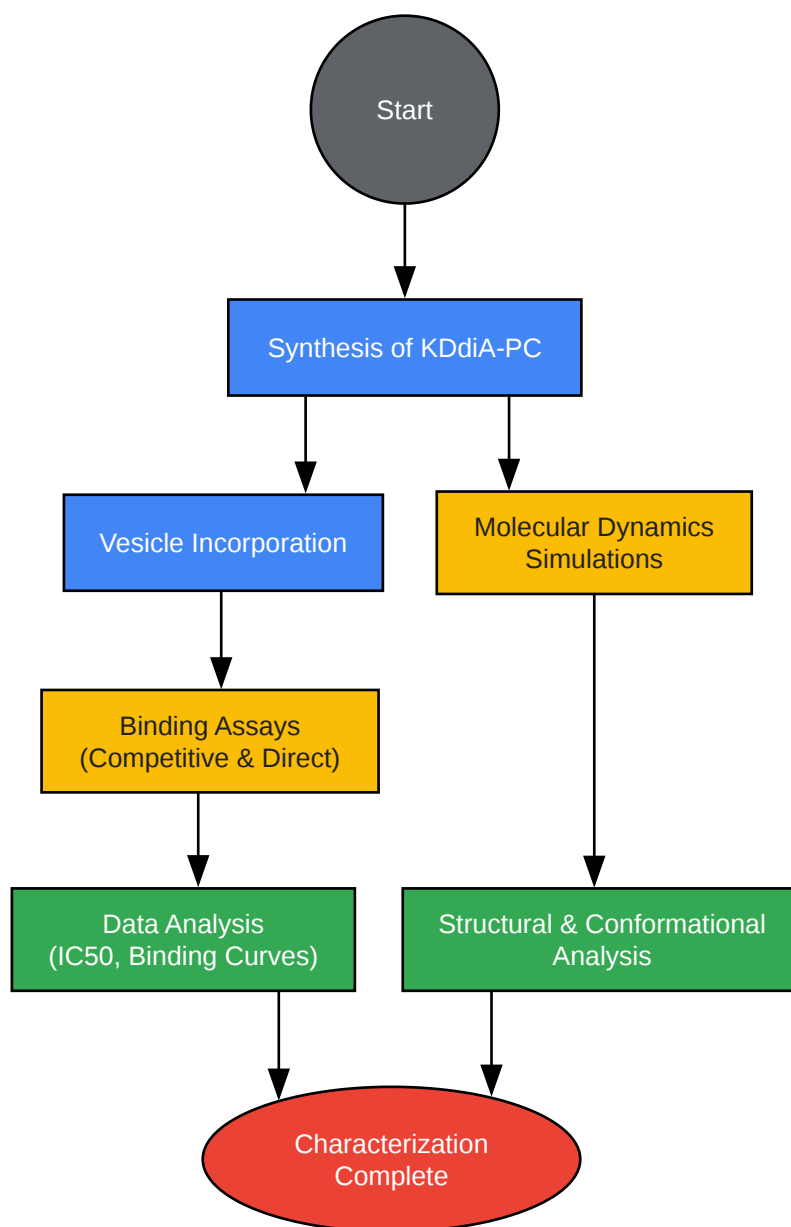 Start
Synthesis of KDdiA-PC
Vesicle Incorporation
Molecular Dynamics
Simulations
Binding Assays
(Competitive & Direct)
Data Analysis
(IC50, Binding Curves)
Structural & Conformational
Analysis
Characterization
Complete